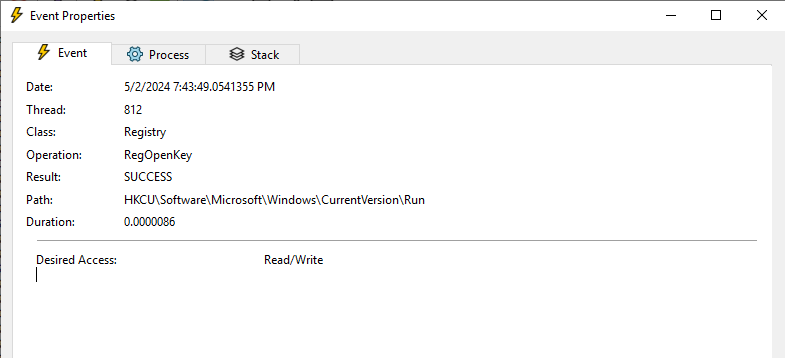 Event Properties
Event Process Stack
Date: 5/2/2024 7:43:49.0541355 PM
Thread: 812
Class: Registry
Operation: RegOpenKey
Result: SUCCESS
Path: HKCU\Software\Microsoft\Windows\CurrentVersion\Run
Duration: 0.0000086
Desired Access: Read/Write